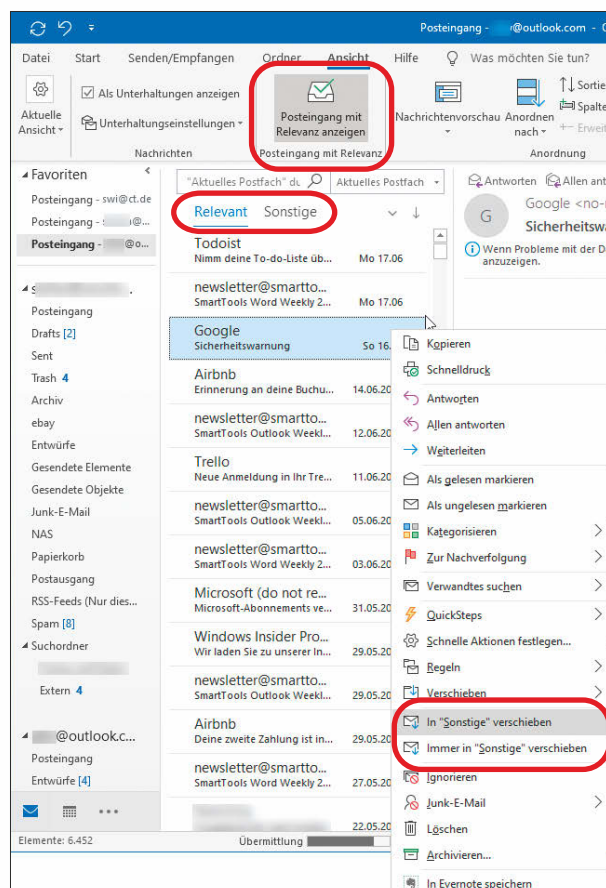 Posteingang - @outlook.com -
Datei Start Senden/Empfangen Ordner Ansicht Hilfe Was möchten Sie tun?
Aktuelle Ansicht
Als Unterhaltungen anzeigen
Unterhaltungseinstellungen
Nachrichten
Posteingang mit Relevanz anzeigen
Posteingang mit Relevanz
Nachrichtenvorschau
Anordnen nach
Anordnung
Favoriten
Posteingang - swi@ct.de
Posteingang - @...
Posteingang - @o...
Posteingang
Drafts [2]
Sent
Trash 4
Archiv
ebay
Entwürfe
Gesendete Elemente
Gesendete Objekte
Junk-E-Mail
NAS
Papierkorb
Postausgang
RSS-Feeds (Nur dies...
Spam [8]
Suchordner
Extern 4
@outlook.c...
Posteingang
Entwürfe [4]
Elemente: 6.452
Übermittlung
"Aktuelles Postfach" du Aktuelles Postfach
Relevant Sonstige
Todoist
Nimm deine To-do-Liste üb... Mo 17.06
newsletter@smartto...
SmartTools Word Weekly 2... Mo 17.06
Google
Sicherheitswarnung So 16.
Airbnb
Erinnerung an deine Buchu... 14.06.20
newsletter@smartto...
SmartTools Outlook Weekl... 12.06.20
Trello
Neue Anmeldung in Ihr Tre... 11.06.20
newsletter@smartto...
SmartTools Outlook Weekl... 05.06.20
newsletter@smartto...
SmartTools Word Weekly 2... 03.06.20
Microsoft (do not re...
Microsoft-Abonnements ve... 31.05.20
Windows Insider Pro...
Wir laden Sie zu unserer In... 29.05.20
newsletter@smartto...
SmartTools Outlook Weekl... 29.05.20
Airbnb
Deine zweite Zahlung ist in... 29.05.20
newsletter@smartto...
SmartTools Word Weekly 2... 27.05.20
22.05.20
Antworten Allen ant
G
Google <no-
Sicherheitswa
Wenn Probleme mit der D
anzuzeigen.
Kopieren
Schnelldruck
Antworten
Allen antworten
Weiterleiten
Als gelesen markieren
Als ungelesen markieren
Kategorisieren
Zur Nachverfolgung
Verwandtes suchen
QuickSteps
Schnelle Aktionen festlegen...
Regeln
Verschieben
In "Sonstige" verschieben
Immer in "Sonstige" verschieben
Ignorieren
Junk-E-Mail
Löschen
Archivieren...
In Evernote speichern